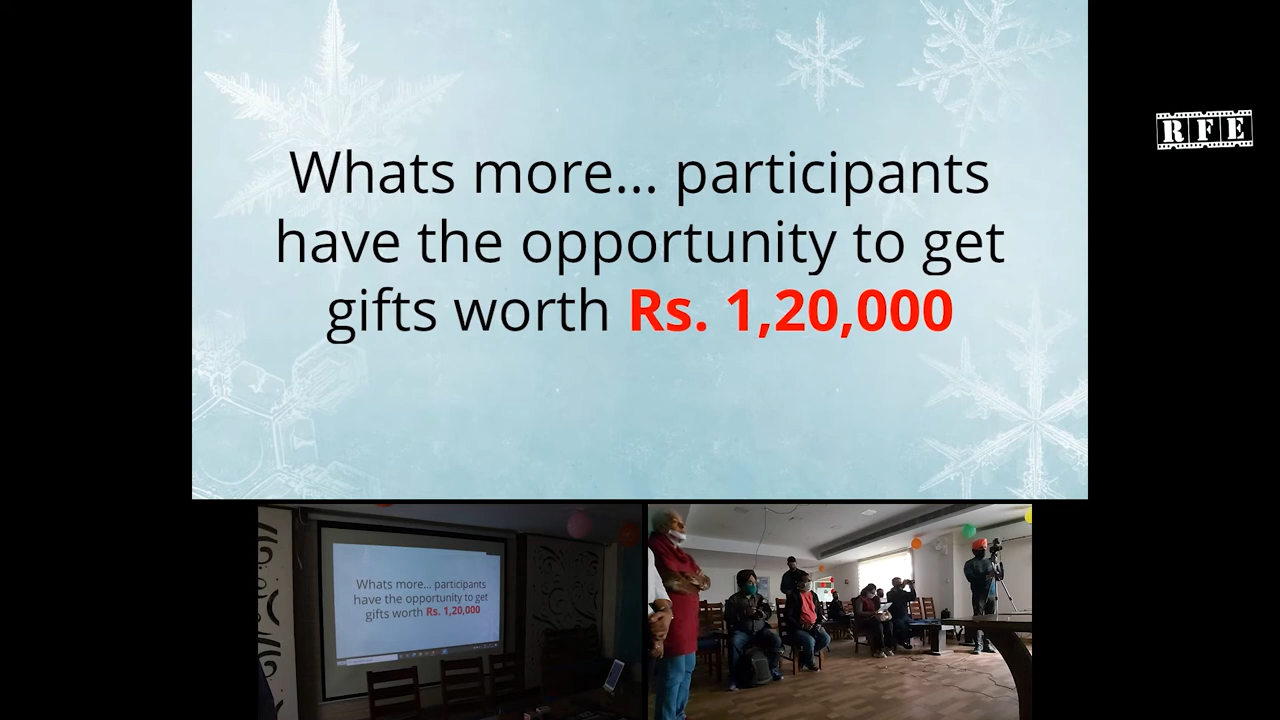 Whats more... participants
have the opportunity to get
gifts worth Rs. 1,20,000
RFE
Whats more... participants
have the opportunity to get
gifts worth Rs. 1,20,000